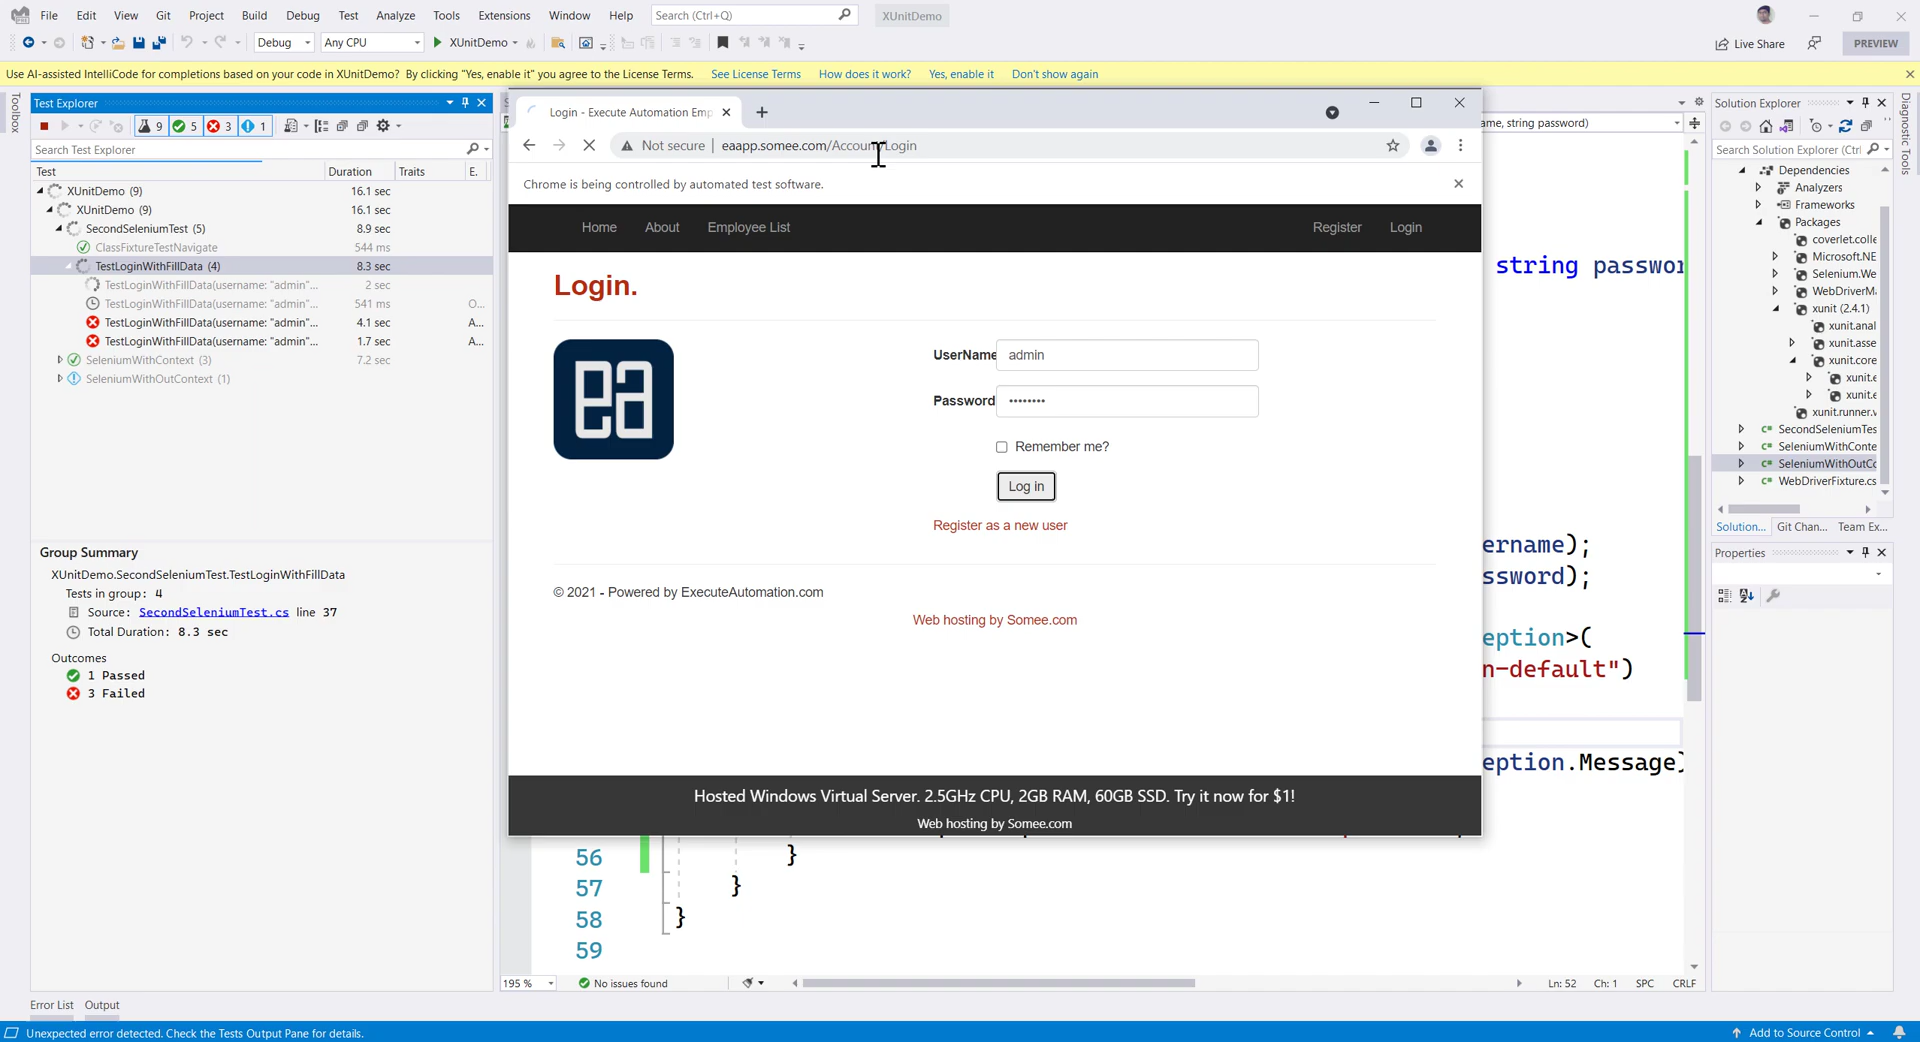 File Edit View Git Project Build Debug Test Analyze Tools Extensions Window Help Search (Ctrl+Q) XUnitDemo
Debug Any CPU XUnitDemo Live Share PREVIEW
Use AI-assisted IntelliCode for completions based on your code in XUnitDemo? By clicking "Yes, enable it" you agree to the License Terms. See License Terms How does it work? Yes, enable it Don't show again
Toolbox
Test Explorer
9 5 3 1
Search Test Explorer
Test Duration Traits E.
XUnitDemo (9) 16.1 sec
XUnitDemo (9) 16.1 sec
SecondSeleniumTest (5) 8.9 sec
ClassFixtureTestNavigate 544 ms
TestLoginWithFillData (4) 8.3 sec
TestLoginWithFillData(username: "admin"... 2 sec
TestLoginWithFillData(username: "admin"... 541 ms O...
TestLoginWithFillData(username: "admin"... 4.1 sec A...
TestLoginWithFillData(username: "admin"... 1.7 sec A...
SeleniumWithContext (3) 7.2 sec
SeleniumWithOutContext (1)
Group Summary
XUnitDemo.SecondSeleniumTest.TestLoginWithFillData
Tests in group: 4
Source: SecondSeleniumTest.cs line 37
Total Duration: 8.3 sec
Outcomes
1 Passed
3 Failed
Login - Execute Automation Emp
Not secure eaapp.somee.com/Account/Login
Chrome is being controlled by automated test software.
Home About Employee List Register Login
Login.
ea
UserName admin
Password ••••••••
Remember me?
Log in
Register as a new user
© 2021 - Powered by ExecuteAutomation.com
Web hosting by Somee.com
Hosted Windows Virtual Server. 2.5GHz CPU, 2GB RAM, 60GB SSD. Try it now for $1!
Web hosting by Somee.com
ame, string password)
string passwor
ername);
ssword);
eption>(
n-default")
eption.Message)
56 }
57 }
58 }
59
195 % No issues found Ln: 52 Ch: 1 SPC CRLF
Solution Explorer
Search Solution Explorer (Ctrl
Dependencies
Analyzers
Frameworks
Packages
coverlet.colle
Microsoft.NE
Selenium.We
WebDriverM
xunit (2.4.1)
xunit.anal
xunit.asse
xunit.core
xunit.e
xunit.e
xunit.runner.v
SecondSeleniumTes
SeleniumWithConte
SeleniumWithOutCo
WebDriverFixture.cs
Solution... Git Chan... Team Ex...
Properties
Diagnostic Tools
Error List Output
Unexpected error detected. Check the Tests Output Pane for details. Add to Source Control